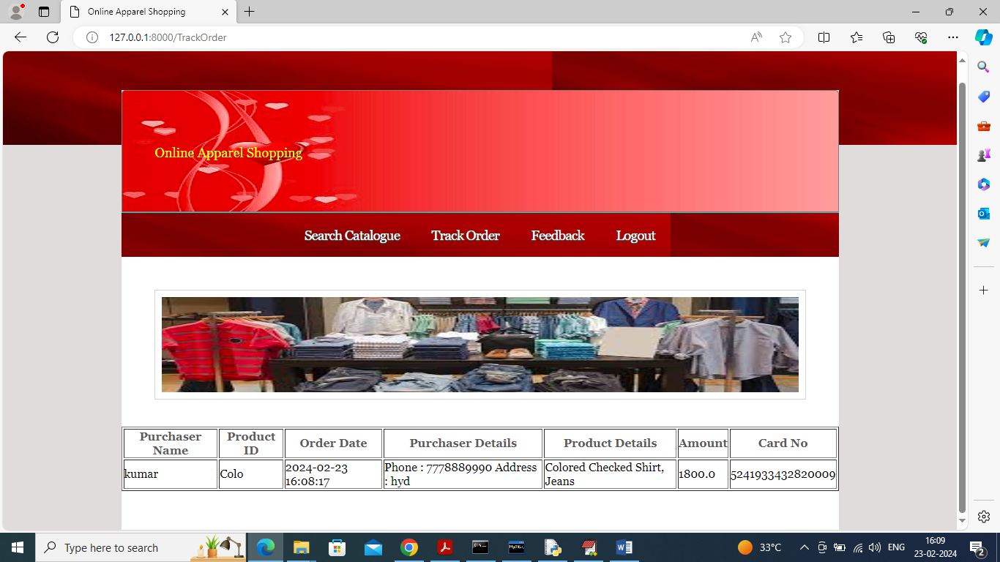 Online Apparel Shopping
127.0.0.1:8000/TrackOrder
Online Apparel Shopping
Search Catalogue Track Order Feedback Logout
Purchaser Name Product ID Order Date Purchaser Details Product Details Amount Card No
kumar Colo 2024-02-23 16:08:17 Phone : 7778889990 Address : hyd Colored Checked Shirt, Jeans 1800.0 5241933432820009
Type here to search
33°C
ENG
16:09
23-02-2024
2